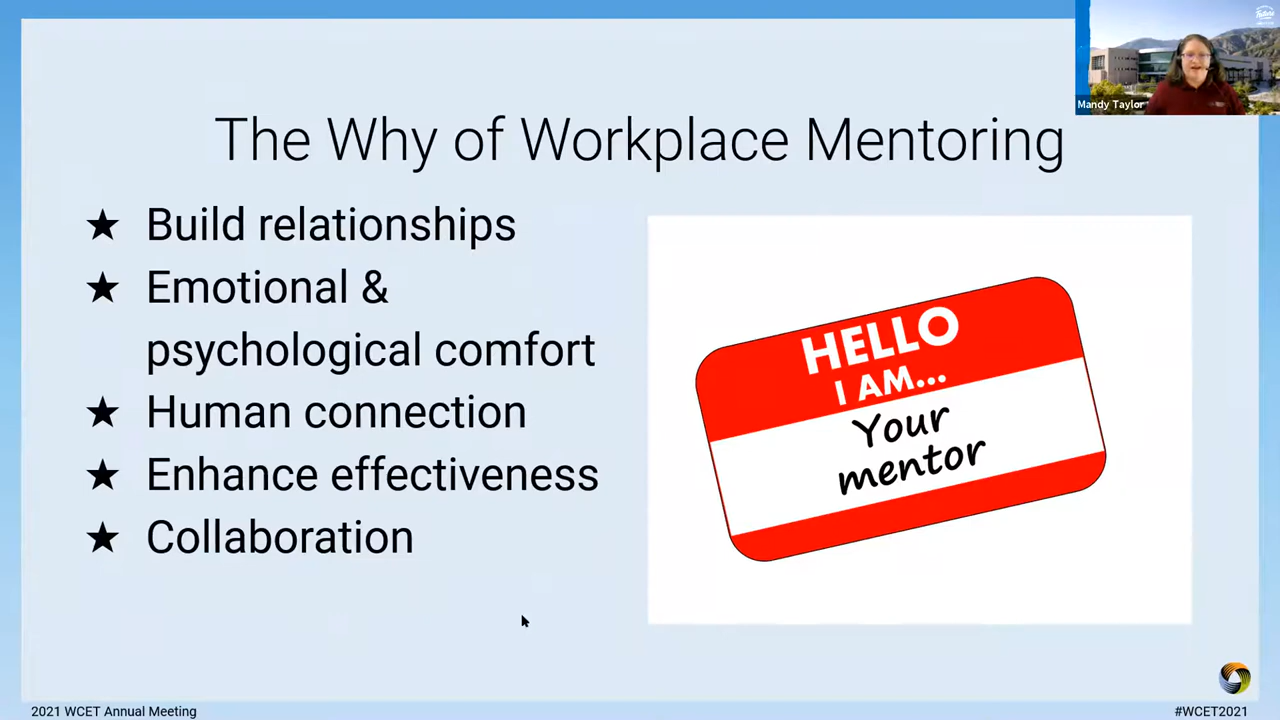 Mandy Taylor
The Why of Workplace Mentoring
★ Build relationships
★ Emotional &
psychological comfort
★ Human connection
★ Enhance effectiveness
★ Collaboration
HELLO
I AM...
Your
mentor
2021 WCET Annual Meeting
#WCET2021